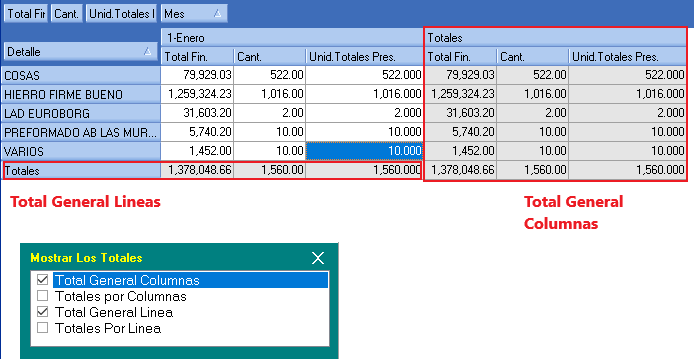 Total Fir Cant. Unid.Totales I Mes
1-Enero Totales
Detalle
Total Fin. Cant. Unid.Totales Pres. Total Fin. Cant. Unid.Totales Pres.
COSAS 79,929.03 522.00 522.000 79,929.03 522.00 522.000
HIERRO FIRME BUENO 1,259,324.23 1,016.00 1,016.000 1,259,324.23 1,016.00 1,016.000
LAD EUROBORG 31,603.20 2.00 2.000 31,603.20 2.00 2.000
PREFORMADO AB LAS MUR... 5,740.20 10.00 10.000 5,740.20 10.00 10.000
VARIOS 1,452.00 10.00 10.000 1,452.00 10.00 10.000
Totales 1,378,048.66 1,560.00 1,560.000 1,378,048.66 1,560.00 1,560.000
Total General Lineas
Total General
Columnas
Mostrar Los Totales
Total General Columnas
Totales por Columnas
Total General Linea
Totales Por Linea